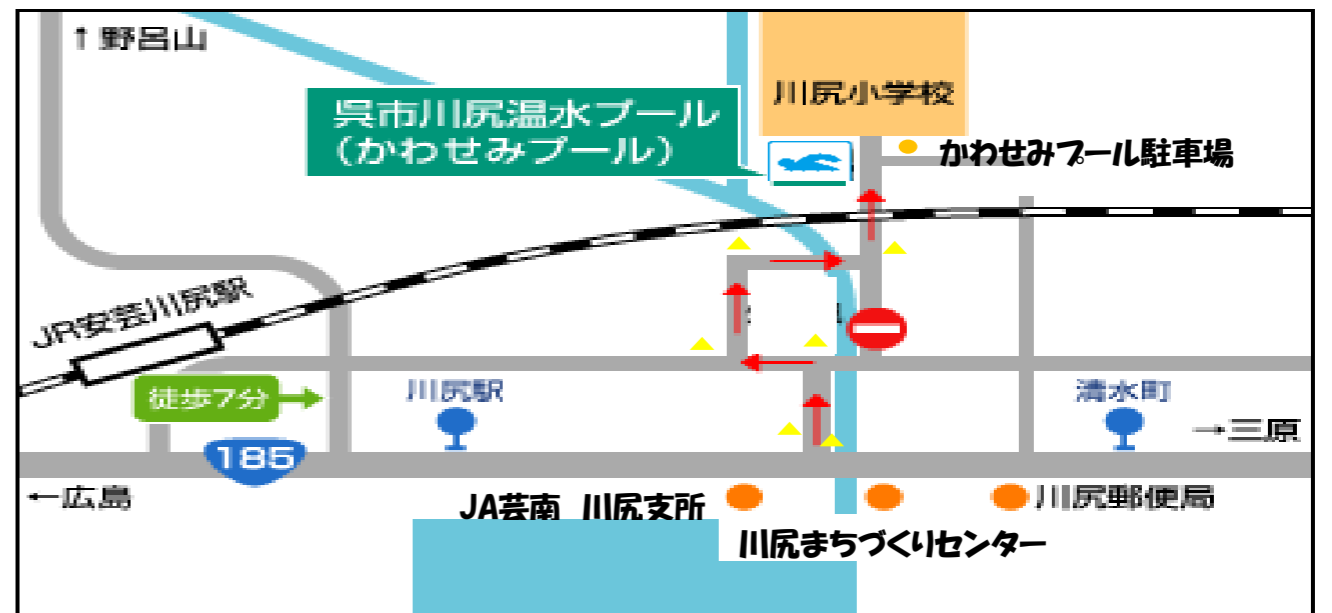 ↑野呂山
川尻小学校
呉市川尻温水プール
(かわせみプール)
かわせみプール駐車場
JR安芸川尻駅
徒歩7分
川尻駅
清水町
→三原
185
←広島
JA芸南 川尻支所
川尻郵便局
川尻まちづくりセンター